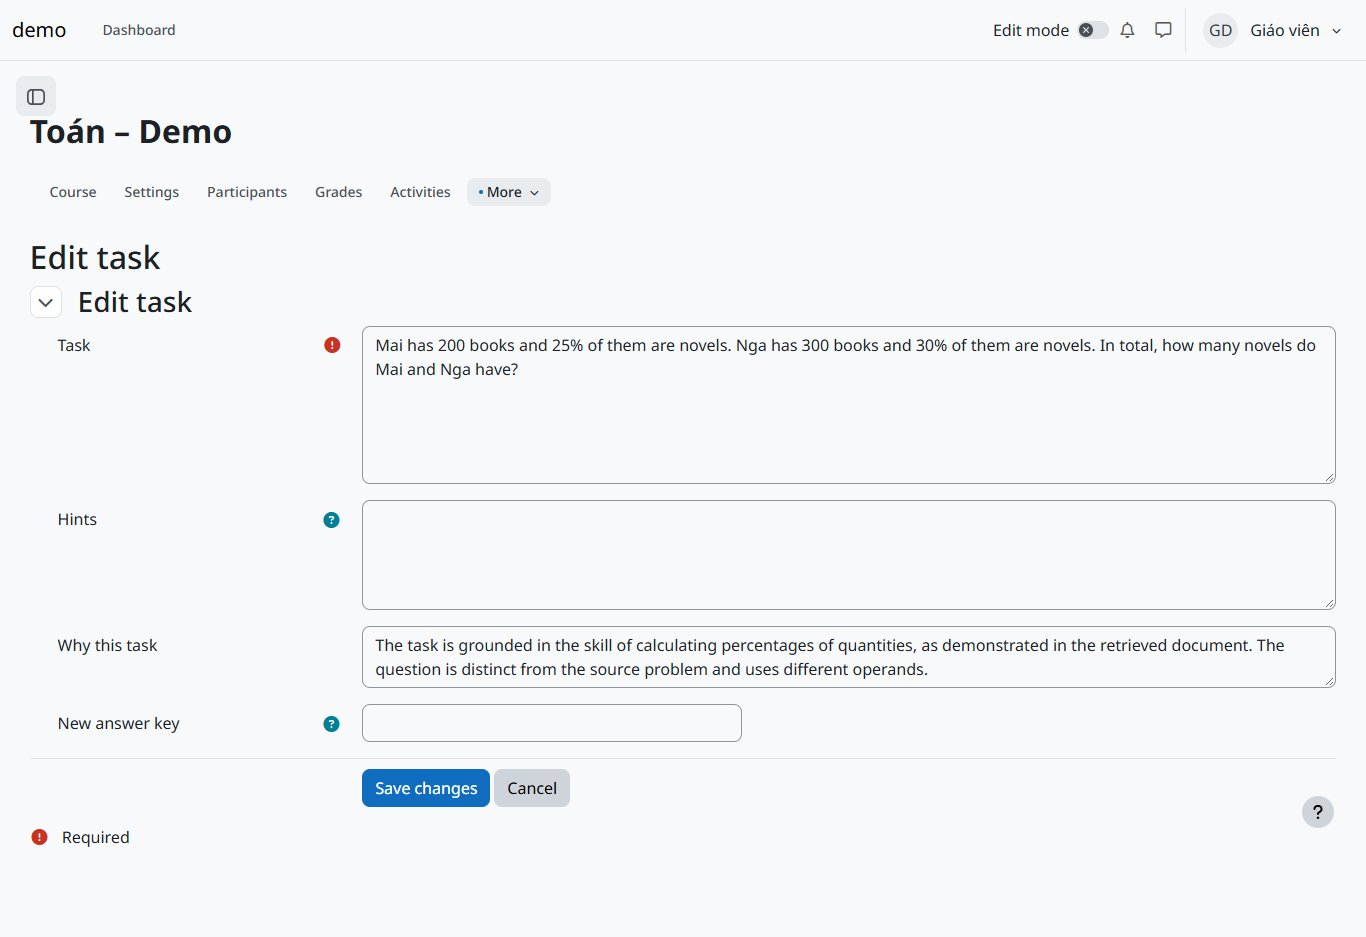 demo
Dashboard
Edit mode
GD
Giáo viên
Toán – Demo
Course
Settings
Participants
Grades
Activities
More
Edit task
Edit task
Task
Mai has 200 books and 25% of them are novels. Nga has 300 books and 30% of them are novels. In total, how many novels do
Mai and Nga have?
Hints
Why this task
The task is grounded in the skill of calculating percentages of quantities, as demonstrated in the retrieved document. The
question is distinct from the source problem and uses different operands.
New answer key
Save changes
Cancel
?
Required